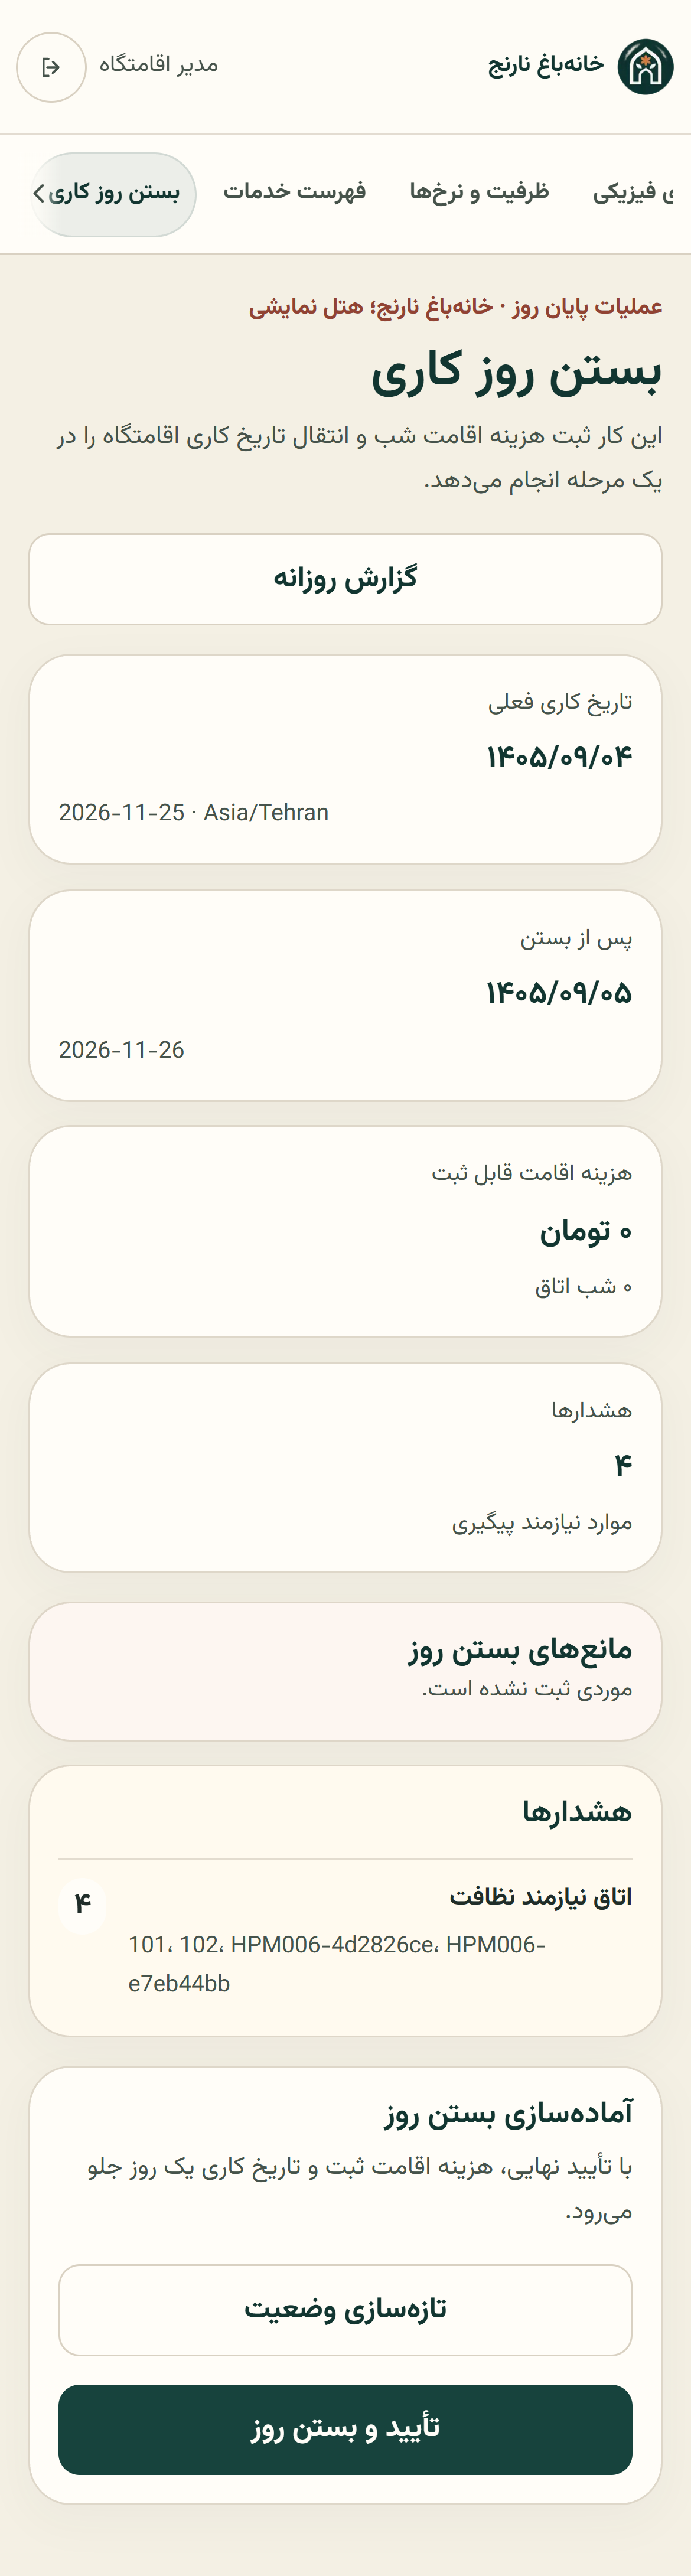 خانه‌باغ نارنج
مدیر اقامتگاه
ی فیزیکی
ظرفیت و نرخ‌ها
فهرست خدمات
بستن روز کاری
عملیات پایان روز · خانه‌باغ نارنج؛ هتل نمایشی
بستن روز کاری
این کار ثبت هزینه اقامت شب و انتقال تاریخ کاری اقامتگاه را در
یک مرحله انجام می‌دهد.
گزارش روزانه
تاریخ کاری فعلی
۱۴۰۵/۰۹/۰۴
2026-11-25 · Asia/Tehran
پس از بستن
۱۴۰۵/۰۹/۰۵
2026-11-26
هزینه اقامت قابل ثبت
۰ تومان
۰ شب اتاق
هشدارها
۴
موارد نیازمند پیگیری
مانع‌های بستن روز
موردی ثبت نشده است.
هشدارها
اتاق نیازمند نظافت
۴
101، 102، HPM006-4d2826ce، HPM006-
e7eb44bb
آماده‌سازی بستن روز
با تأیید نهایی، هزینه اقامت ثبت و تاریخ کاری یک روز جلو
می‌رود.
تازه‌سازی وضعیت
تأیید و بستن روز